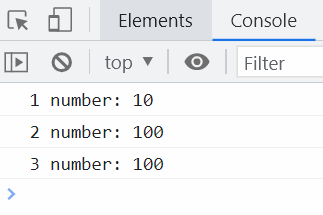 Elements Console
top Filter
1 number: 10
2 number: 100
3 number: 100